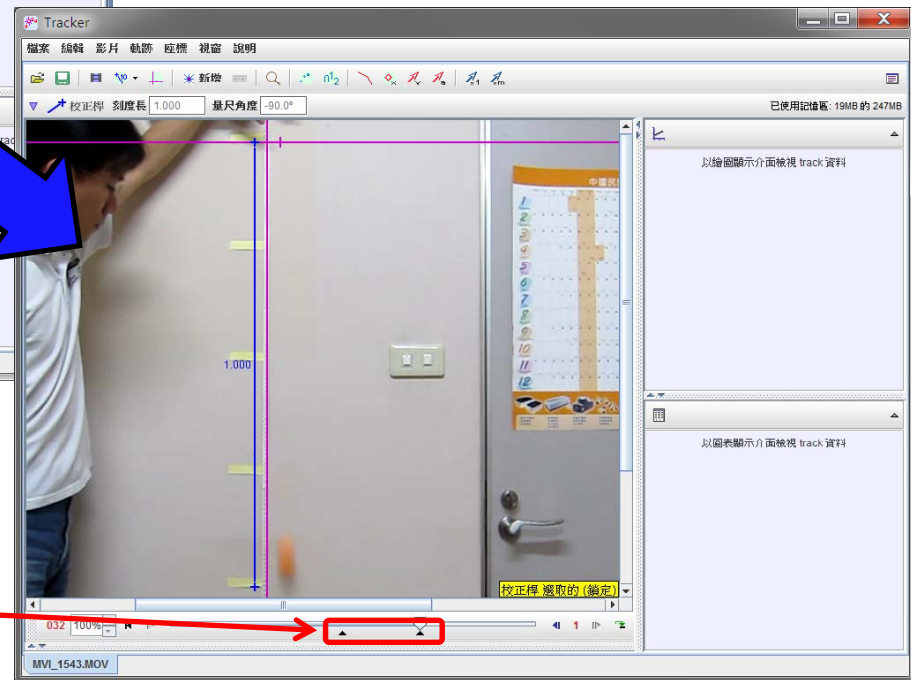 Tracker
檔案 編輯 影片 軌跡 座標 視窗 說明
新增
校正桿 刻度長 1.000 量尺角度 -90.0°
已使用記憶區: 19MB 的 247MB
以繪圖顯示介面檢視 track 資料
中國民
1
2
3
4
5
6
7
8
9
10
11
12
1.000
以圖表顯示介面檢視 track 資料
校正桿 選取的 (鎖定)
032 100% 1
MVI_1543.MOV